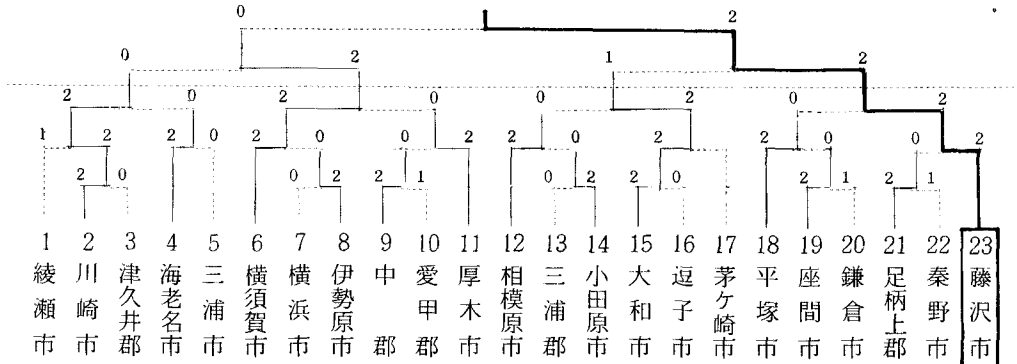 0 2
0 2 1 2
2 0 2 0 0 2 0 2
1 2 2 0 2 0 0 2 2 0 2 0 2 0 0 2
2 0 0 2 2 1 0 2 2 0 2 1 2 1
1 綾瀬市
2 川崎市
3 津久井郡
4 海老名市
5 三浦市
6 横須賀市
7 横浜市
8 伊勢原市
9 中郡
10 愛甲郡
11 厚木市
12 相模原市
13 三浦郡
14 小田原市
15 大和市
16 逗子市
17 茅ケ崎市
18 平塚市
19 座間市
20 鎌倉市
21 足柄上郡
22 秦野市
23 藤沢市